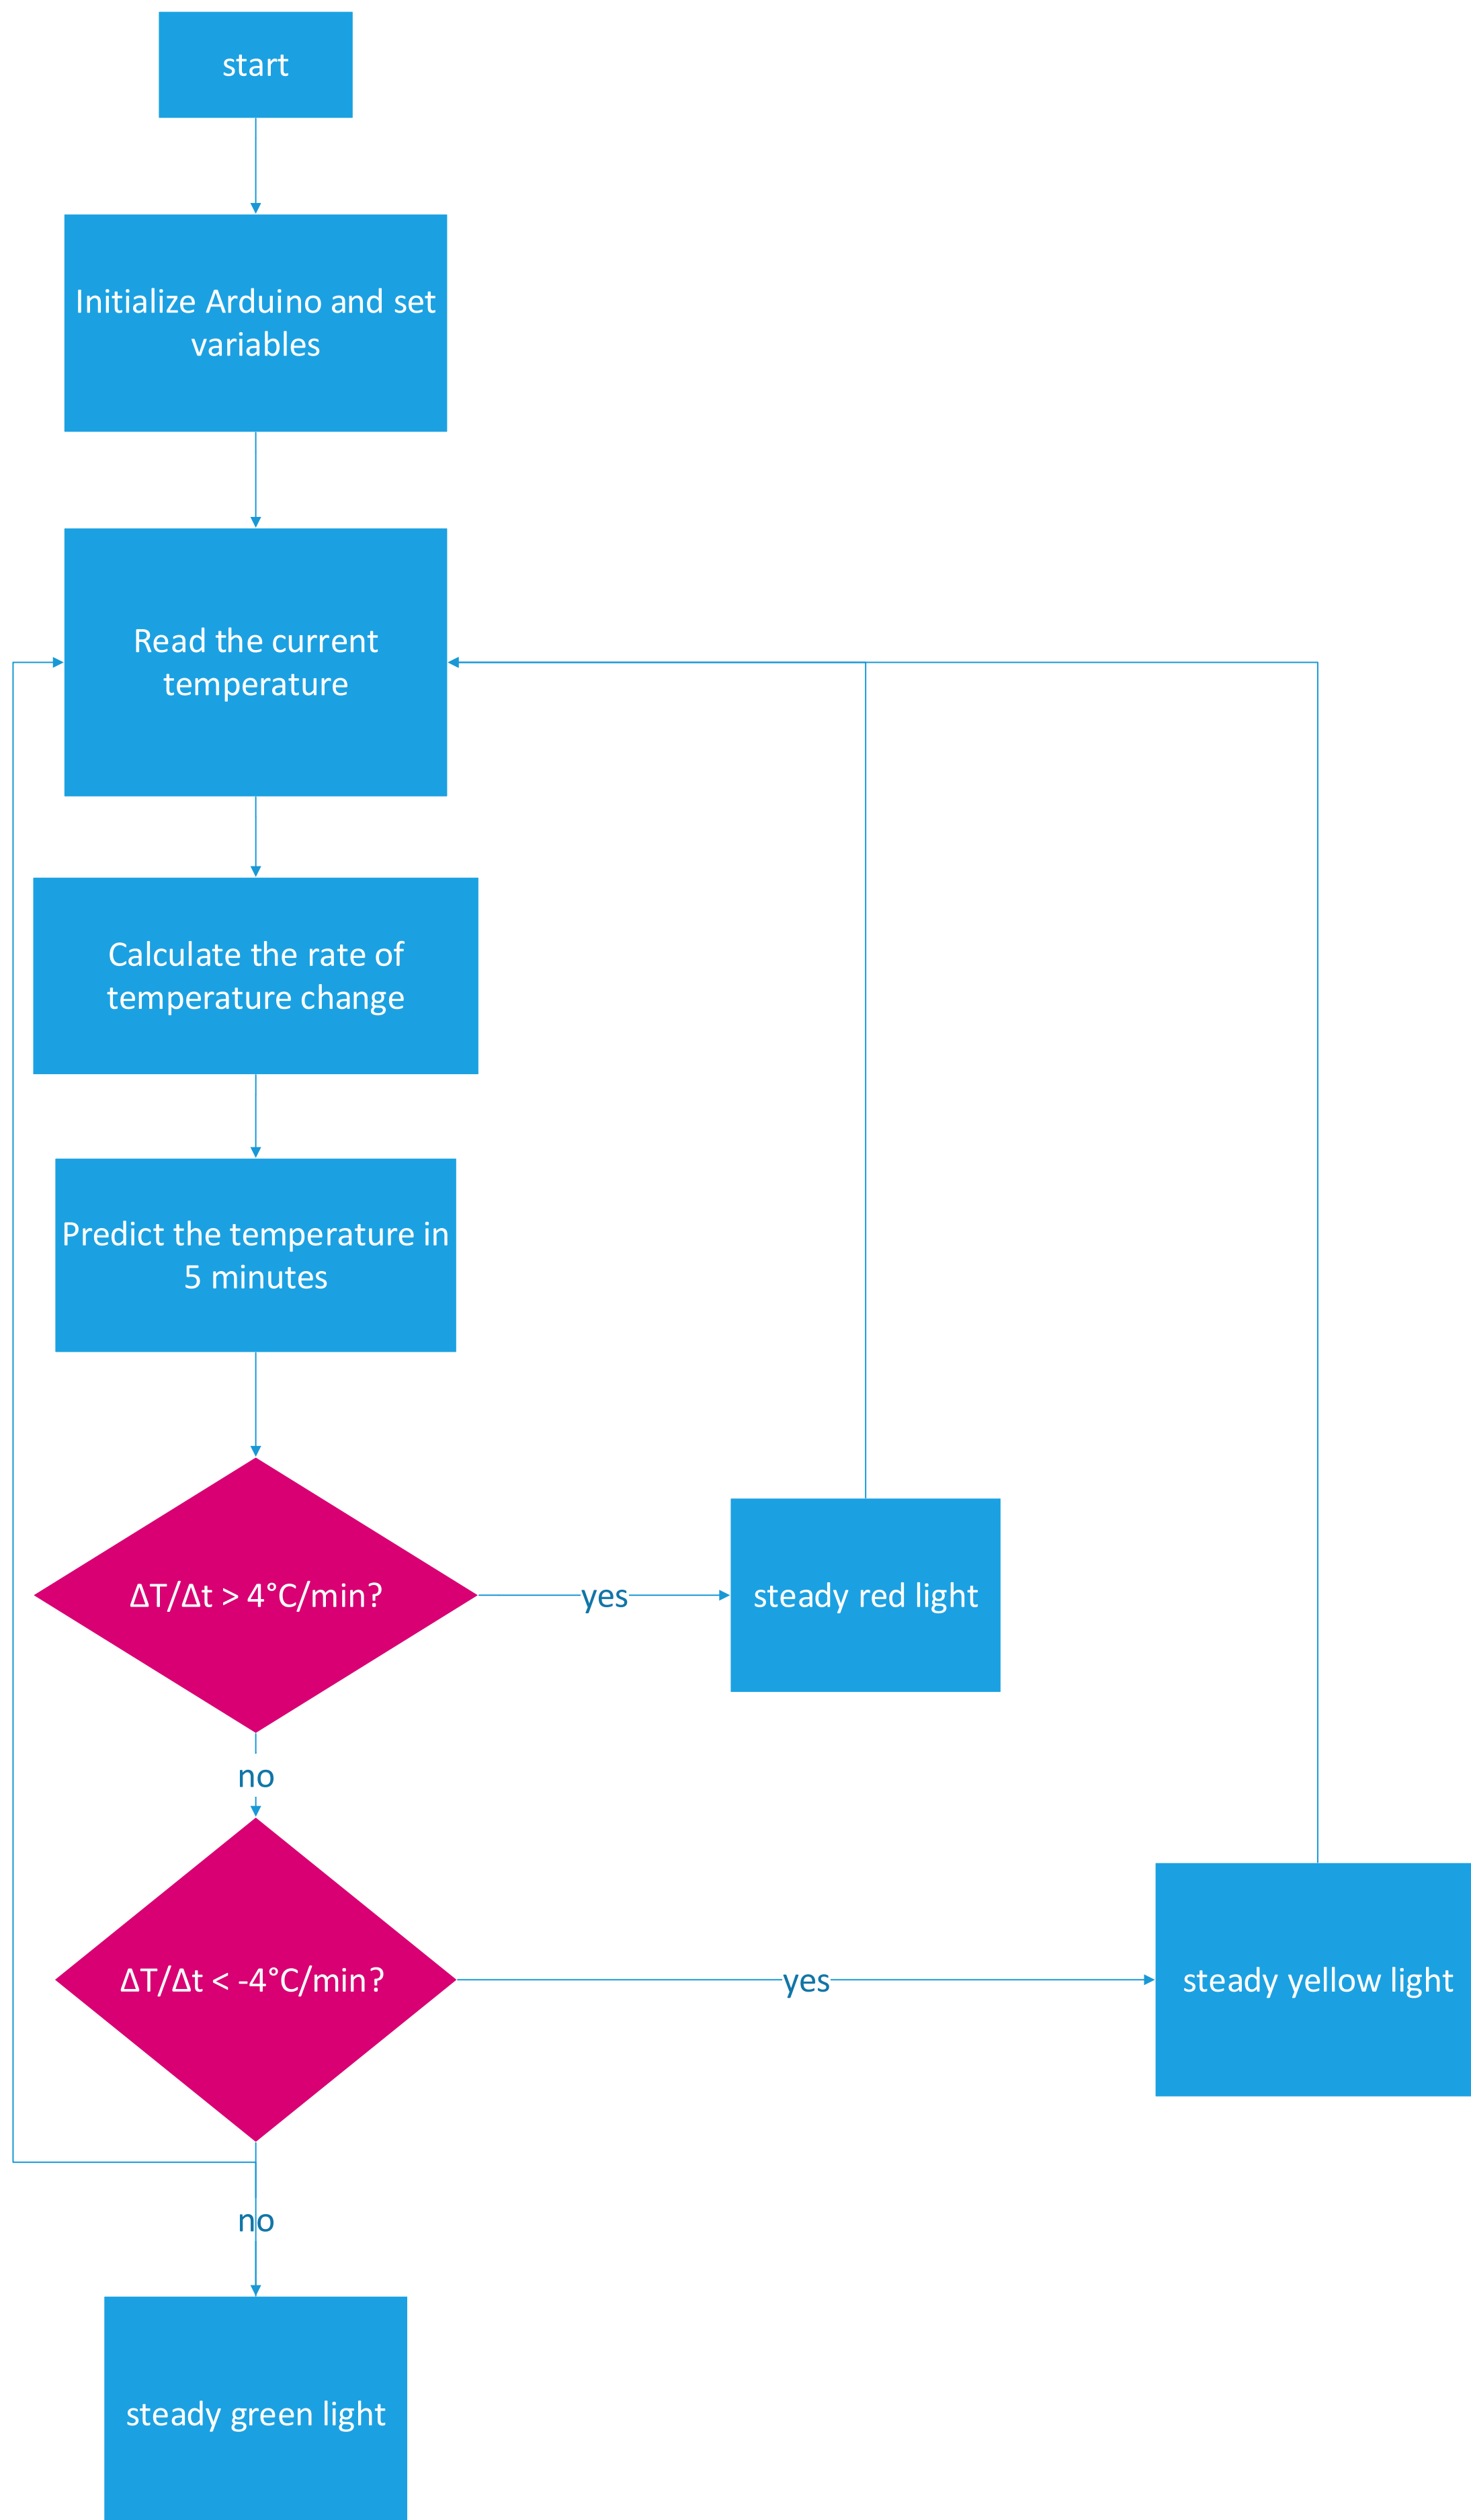 start
Initialize Arduino and set
variables
Read the current
temperature
Calculate the rate of
temperature change
Predict the temperature in
5 minutes
ΔT/Δt > 4°C/min?
yes
steady red light
no
ΔT/Δt < -4°C/min?
yes
steady yellow light
no
steady green light